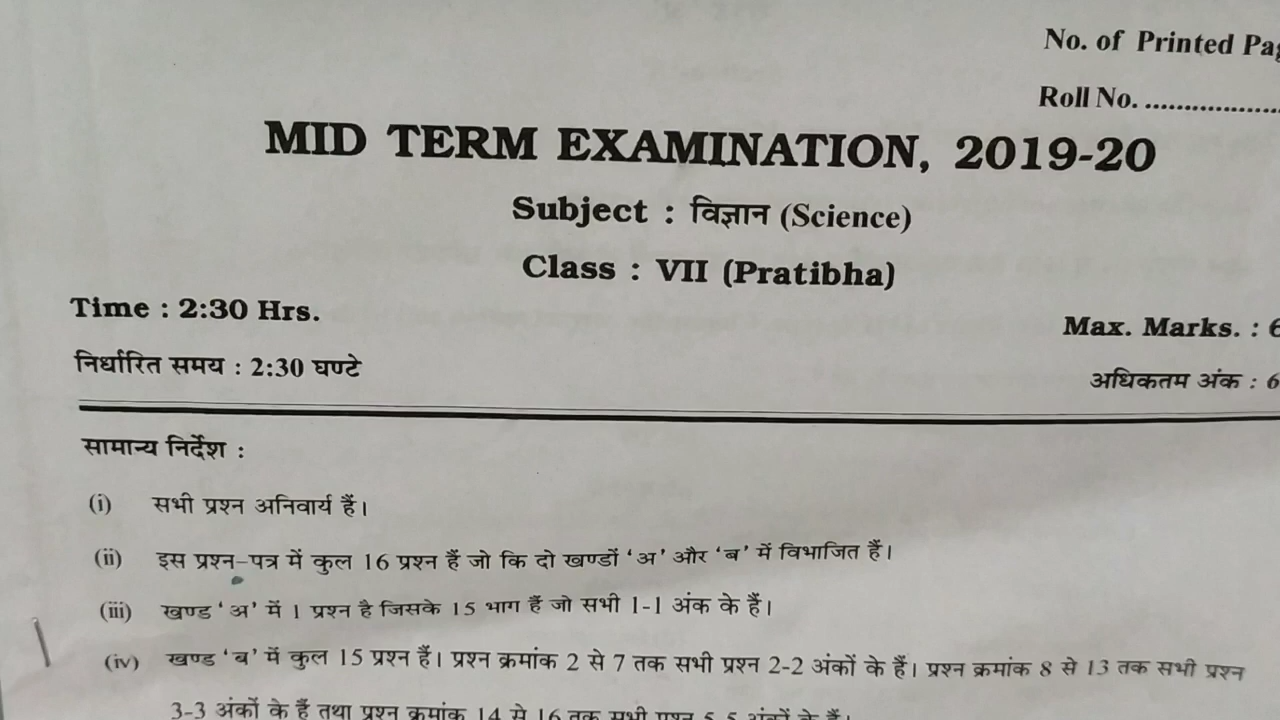 No. of Printed
Roll No. ..................
MID TERM EXAMINATION, 2019-20
Subject : विज्ञान (Science)
Class : VII (Pratibha)
Time : 2:30 Hrs.
Max. Marks. : 6
निर्धारित समय : 2:30 घण्टे
अधिकतम अंक : 6
सामान्य निर्देश :
(i) सभी प्रश्न अनिवार्य हैं।
(ii) इस प्रश्न-पत्र में कुल 16 प्रश्न हैं जो कि दो खण्डों ‘अ’ और ‘ब’ में विभाजित हैं।
(iii) खण्ड ‘अ’ में 1 प्रश्न है जिसके 15 भाग हैं जो सभी 1-1 अंक के हैं।
(iv) खण्ड ‘ब’ में कुल 15 प्रश्न हैं। प्रश्न क्रमांक 2 से 7 तक सभी प्रश्न 2-2 अंकों के हैं। प्रश्न क्रमांक 8 से 13 तक सभी प्रश्न
3-3 अंकों के हैं तथा प्रश्न क्रमांक 14 से 16 तक सभी प्रश्न 5-5 अंकों के हैं।